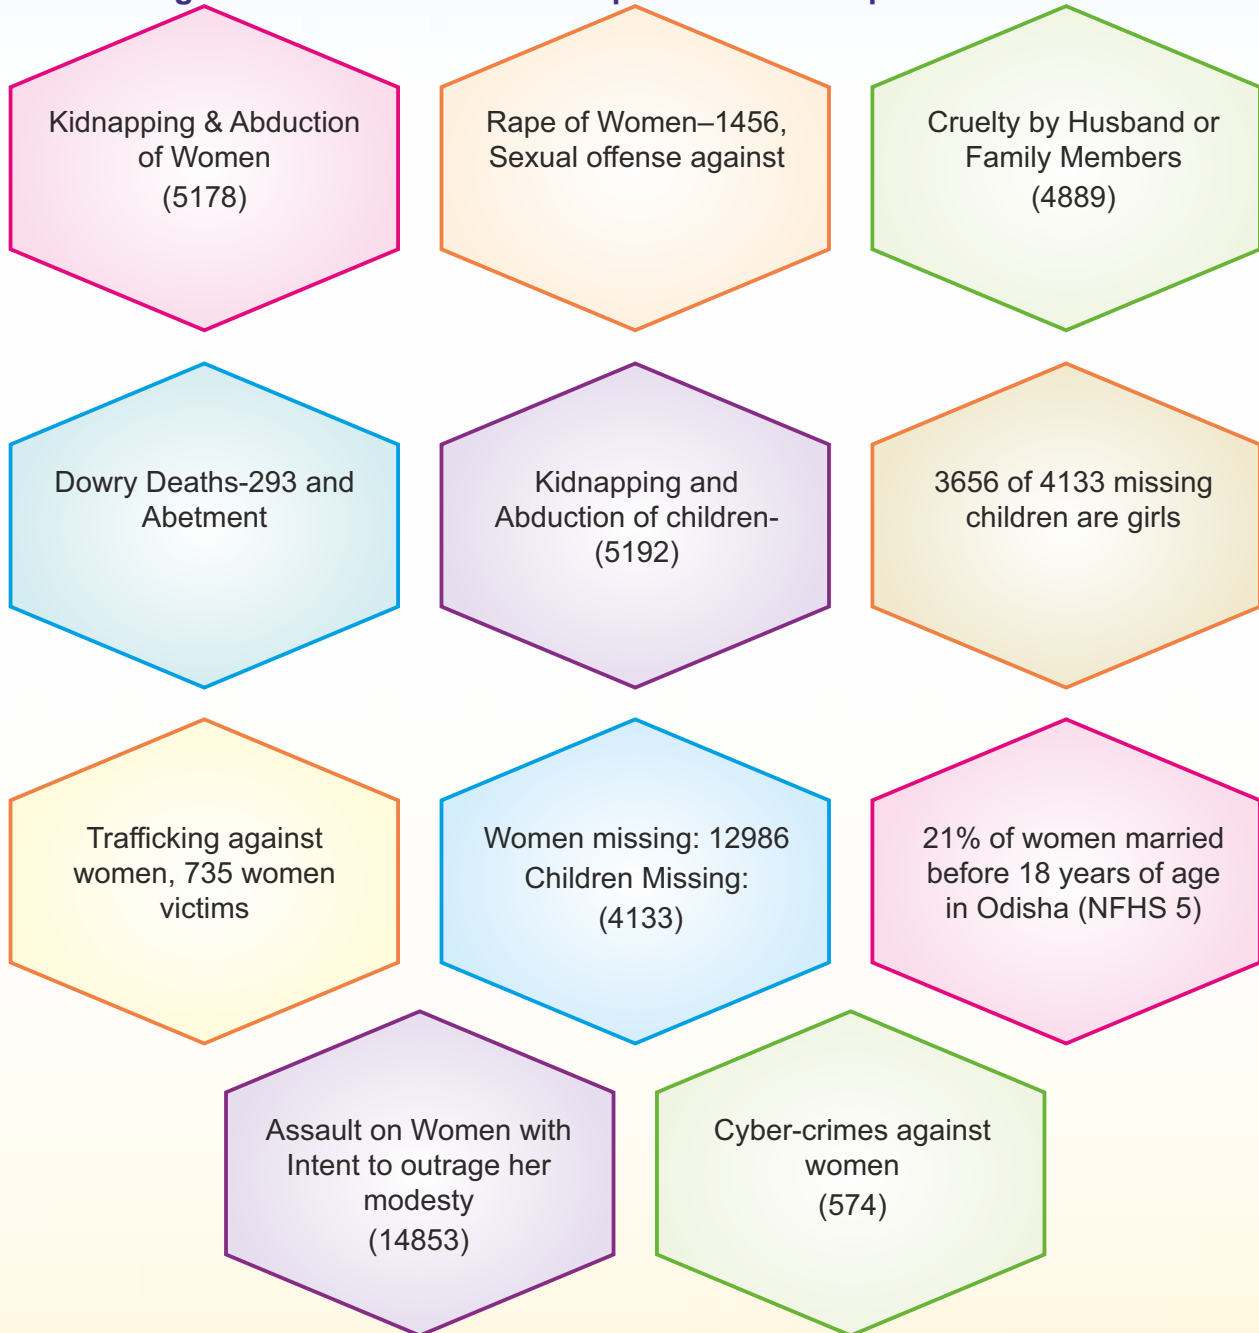 Kidnapping & Abduction
of Women
(5178)
Rape of Women–1456,
Sexual offense against
Cruelty by Husband or
Family Members
(4889)
Dowry Deaths-293 and
Abetment
Kidnapping and
Abduction of children-
(5192)
3656 of 4133 missing
children are girls
Trafficking against
women, 735 women
victims
Women missing: 12986
Children Missing:
(4133)
21% of women married
before 18 years of age
in Odisha (NFHS 5)
Assault on Women with
Intent to outrage her
modesty
(14853)
Cyber-crimes against
women
(574)